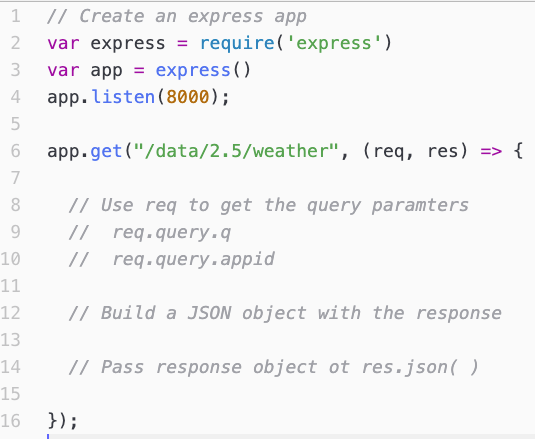 1 // Create an express app
2 var express = require('express')
3 var app = express()
4 app.listen(8000);
5
6 app.get("/data/2.5/weather", (req, res) => {
7
8 // Use req to get the query paramters
9 // req.query.q
10 // req.query.appid
11
12 // Build a JSON object with the response
13
14 // Pass response object ot res.json( )
15
16 });